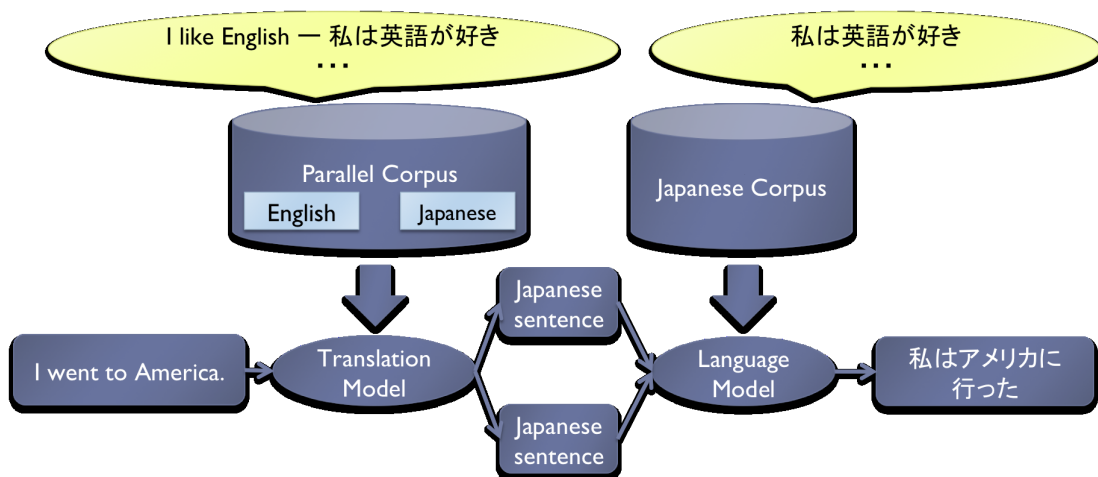 I like English ー 私は英語が好き
・・・
私は英語が好き
・・・
Parallel Corpus
English
Japanese
Japanese Corpus
I went to America.
Translation
Model
Japanese
sentence
Japanese
sentence
Language
Model
私はアメリカに
行った